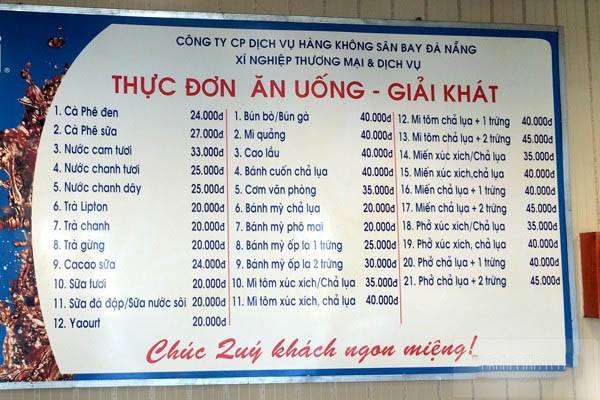 CÔNG TY CP DỊCH VỤ HÀNG KHÔNG SÂN BAY ĐÀ NẴNG
XÍ NGHIỆP THƯƠNG MẠI & DỊCH VỤ
THỰC ĐƠN ĂN UỐNG - GIẢI KHÁT
1. Cà Phê đen 24.000đ
2. Cà Phê sữa 27.000đ
3. Nước cam tươi 33.000đ
4. Nước chanh tươi 25.000đ
5. Nước chanh dây 25.000đ
6. Trà Lipton 20.000đ
7. Trà chanh 20.000đ
8. Trà gừng 20.000đ
9. Cacao sữa 24.000đ
10. Sữa tươi 20.000đ
11. Sữa đá đập/Sữa nước sôi 20.000đ
12. Yaourt 20.000đ
1. Bún bò/Bún gà 40.000đ
2. Mì quảng 40.000đ
3. Cao lầu 40.000đ
4. Bánh cuốn chả lụa 40.000đ
5. Cơm văn phòng 35.000đ
6. Bánh mỳ chả lụa 20.000đ
7. Bánh mỳ phô mai 20.000đ
8. Bánh mỳ ốp la 1 trứng 25.000đ
9. Bánh mỳ ốp la 2 trứng 30.000đ
10. Mì tôm xúc xích/Chả lụa 35.000đ
11. Mì tôm xúc xích, chả lụa 40.000đ
12. Mì tôm chả lụa + 1 trứng 40.000đ
13. Mì tôm chả lụa + 2 trứng 45.000đ
14. Miến xúc xích/Chả lụa 35.000đ
15. Miến xúc xích, chả lụa 40.000đ
16. Miến chả lụa + 1 trứng 40.000đ
17. Miến chả lụa + 2 trứng 45.000đ
18. Phở xúc xích/Chả lụa 35.000đ
19. Phở xúc xích, chả lụa 40.000đ
20. Phở chả lụa + 1 trứng 40.000đ
21. Phở chả lụa + 2 trứng 45.000đ
Chúc Quý khách ngon miệng!